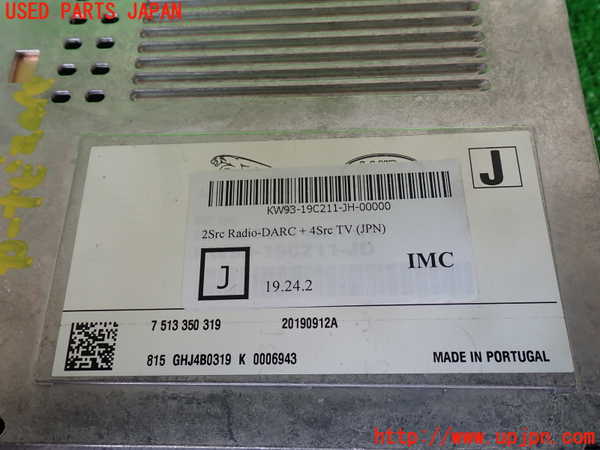 USED PARTS JAPAN
J
KW93-19C211-JH-00000
2Src Radio-DARC + 4Src TV (JPN)
J
IMC
19.24.2
7 513 350 319
20190912A
815 GHJ4B0319 K 0006943
MADE IN PORTUGAL
http://www.upjpn.com